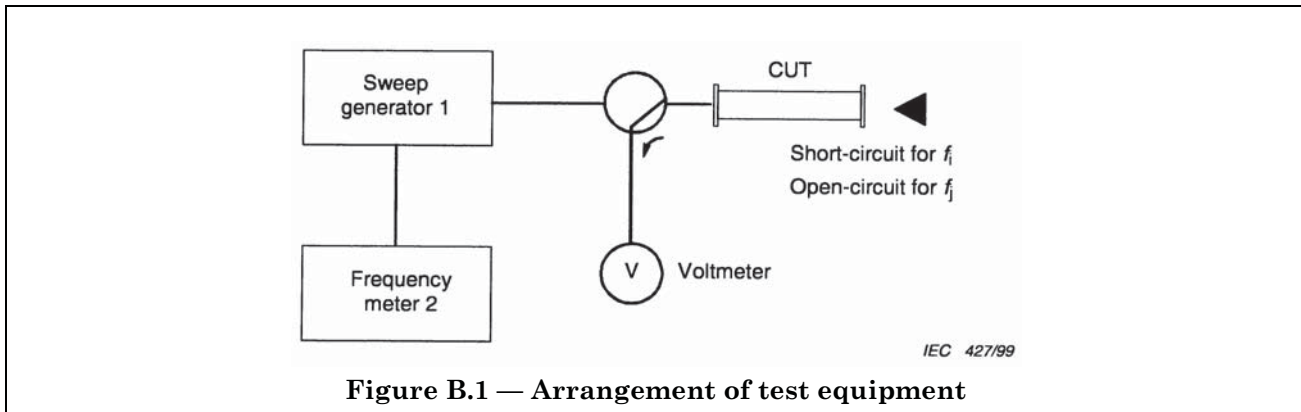 Sweep
generator 1
CUT
Short-circuit for fi
Open-circuit for fj
Frequency
meter 2
V
Voltmeter
IEC 427/99
Figure B.1 — Arrangement of test equipment